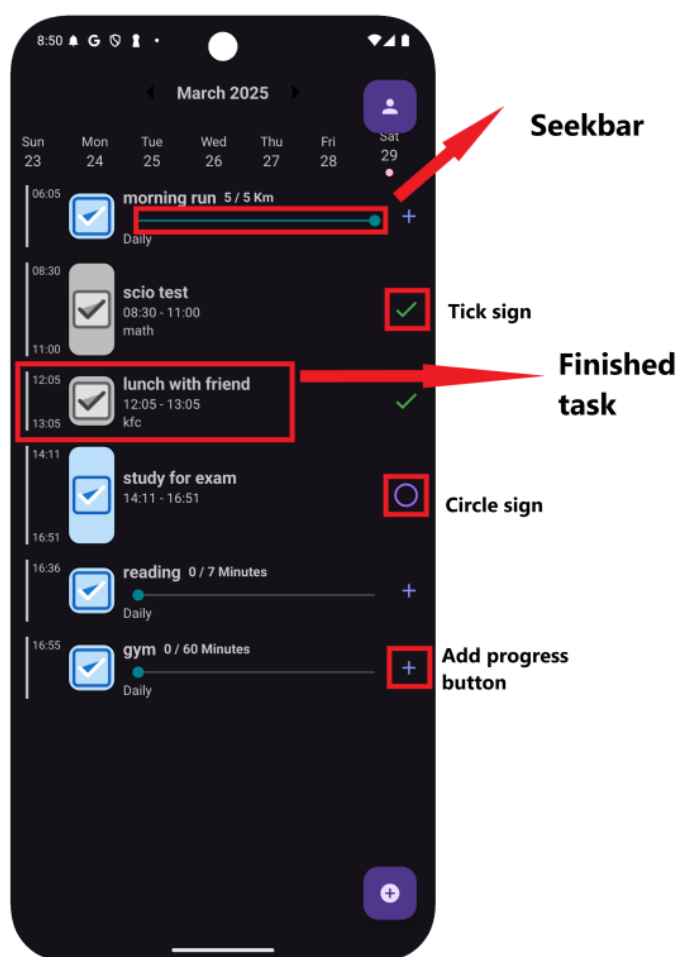 8:50
March 2025
Sun Mon Tue Wed Thu Fri Sat
23 24 25 26 27 28 29
Seekbar
06:05
morning run 5 / 5 Km
Daily
08:30
scio test
08:30 - 11:00
math
11:00
Tick sign
12:05
lunch with friend
12:05 - 13:05
kfc
13:05
Finished
task
14:11
study for exam
14:11 - 16:51
16:51
Circle sign
16:36
reading 0 / 7 Minutes
Daily
16:55
gym 0 / 60 Minutes
Daily
Add progress
button